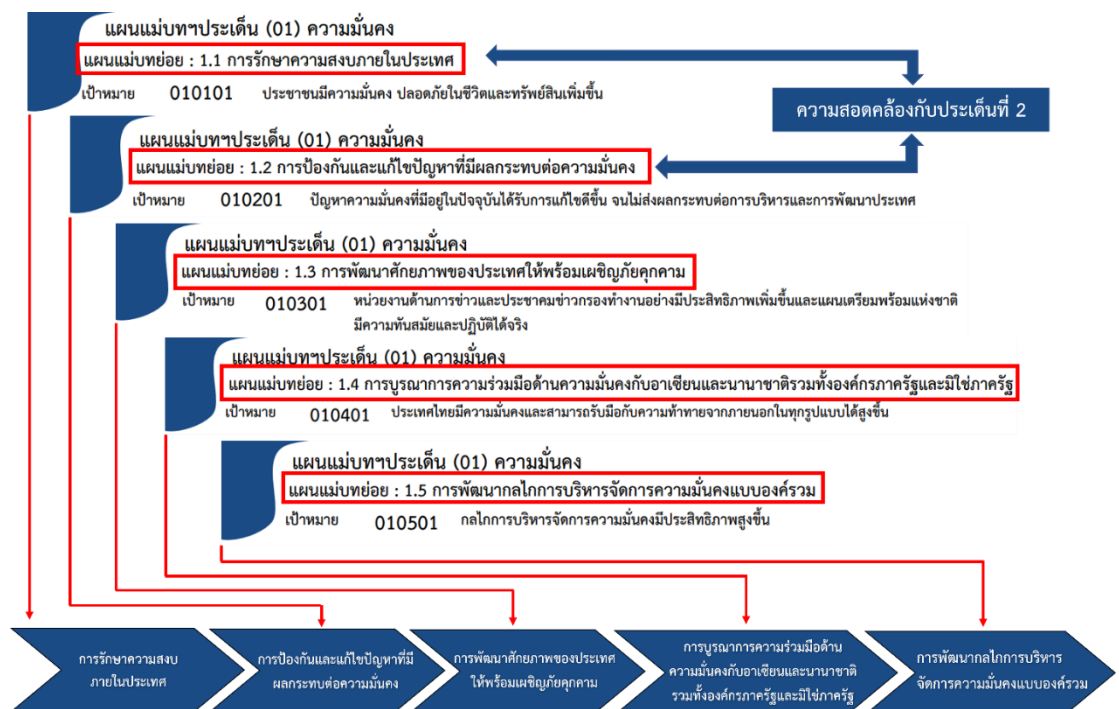 แผนแม่บทฯประเด็น (01) ความมั่นคง
แผนแม่บทย่อย : 1.1 การรักษาความสงบภายในประเทศ
เป้าหมาย 010101 ประชาชนมีความมั่นคง ปลอดภัยในชีวิตและทรัพย์สินเพิ่มขึ้น
ความสอดคล้องกับประเด็นที่ 2
แผนแม่บทฯประเด็น (01) ความมั่นคง
แผนแม่บทย่อย : 1.2 การป้องกันและแก้ไขปัญหาที่มีผลกระทบต่อความมั่นคง
เป้าหมาย 010201 ปัญหาความมั่นคงที่มีอยู่ในปัจจุบันได้รับการแก้ไขดีขึ้น จนไม่ส่งผลกระทบต่อการบริหารและการพัฒนาประเทศ
แผนแม่บทฯประเด็น (01) ความมั่นคง
แผนแม่บทย่อย : 1.3 การพัฒนาศักยภาพของประเทศให้พร้อมเผชิญภัยคุกคาม
เป้าหมาย 010301 หน่วยงานด้านการข่าวและประชาคมข่าวกรองทำงานอย่างมีประสิทธิภาพเพิ่มขึ้นและแผนเตรียมพร้อมแห่งชาติ
มีความทันสมัยและปฏิบัติได้จริง
แผนแม่บทฯประเด็น (01) ความมั่นคง
แผนแม่บทย่อย : 1.4 การบูรณาการความร่วมมือด้านความมั่นคงกับอาเซียนและนานาชาติรวมทั้งองค์กรภาครัฐและมิใช่ภาครัฐ
เป้าหมาย 010401 ประเทศไทยมีความมั่นคงและสามารถรับมือกับความท้าทายจากภายนอกในทุกรูปแบบได้สูงขึ้น
แผนแม่บทฯประเด็น (01) ความมั่นคง
แผนแม่บทย่อย : 1.5 การพัฒนากลไกการบริหารจัดการความมั่นคงแบบองค์รวม
เป้าหมาย 010501 กลไกการบริหารจัดการความมั่นคงมีประสิทธิภาพสูงขึ้น
การรักษาความสงบ
ภายในประเทศ
การป้องกันและแก้ไขปัญหาที่มี
ผลกระทบต่อความมั่นคง
การพัฒนาศักยภาพของประเทศ
ให้พร้อมเผชิญภัยคุกคาม
การบูรณาการความร่วมมือด้าน
ความมั่นคงกับอาเซียนและนานาชาติ
รวมทั้งองค์กรภาครัฐและมิใช่ภาครัฐ
การพัฒนากลไกการบริหาร
จัดการความมั่นคงแบบองค์รวม